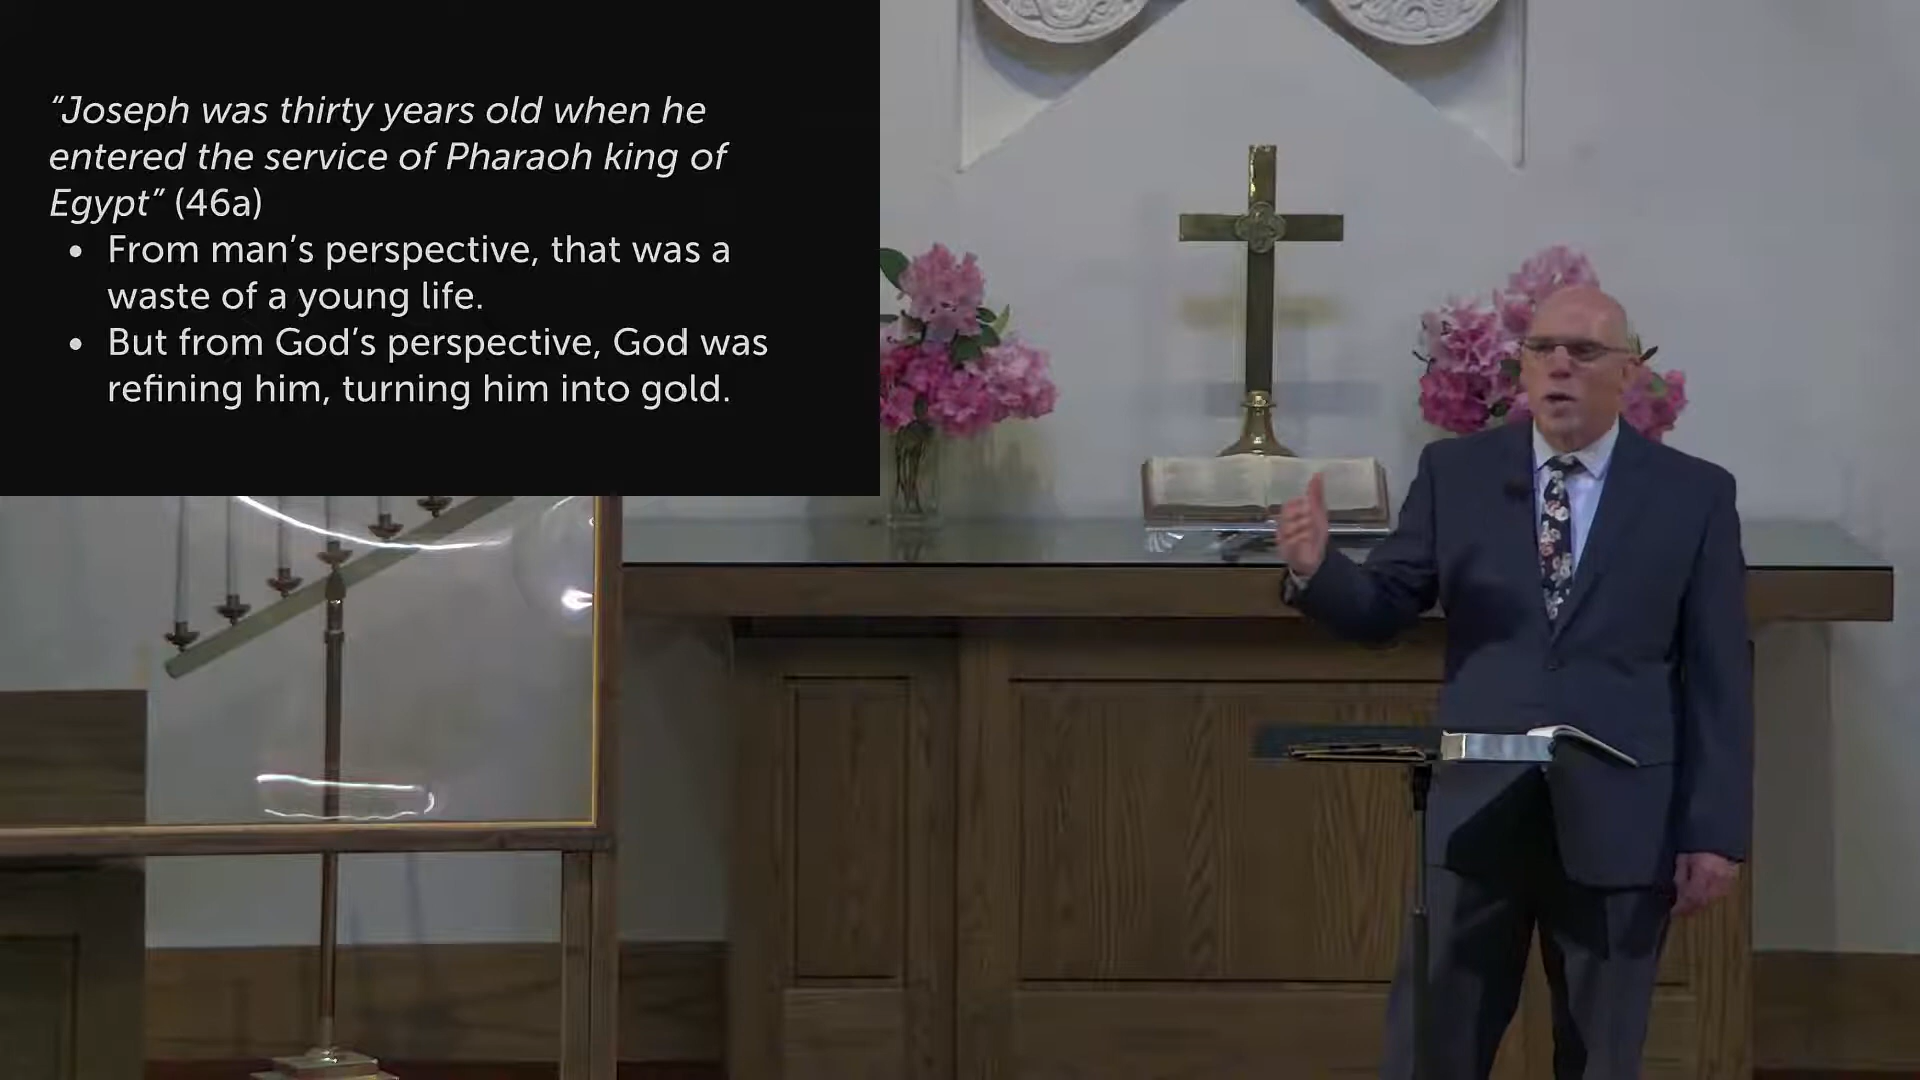 “Joseph was thirty years old when he
entered the service of Pharaoh king of
Egypt” (46a)
• From man’s perspective, that was a
waste of a young life.
• But from God’s perspective, God was
refining him, turning him into gold.